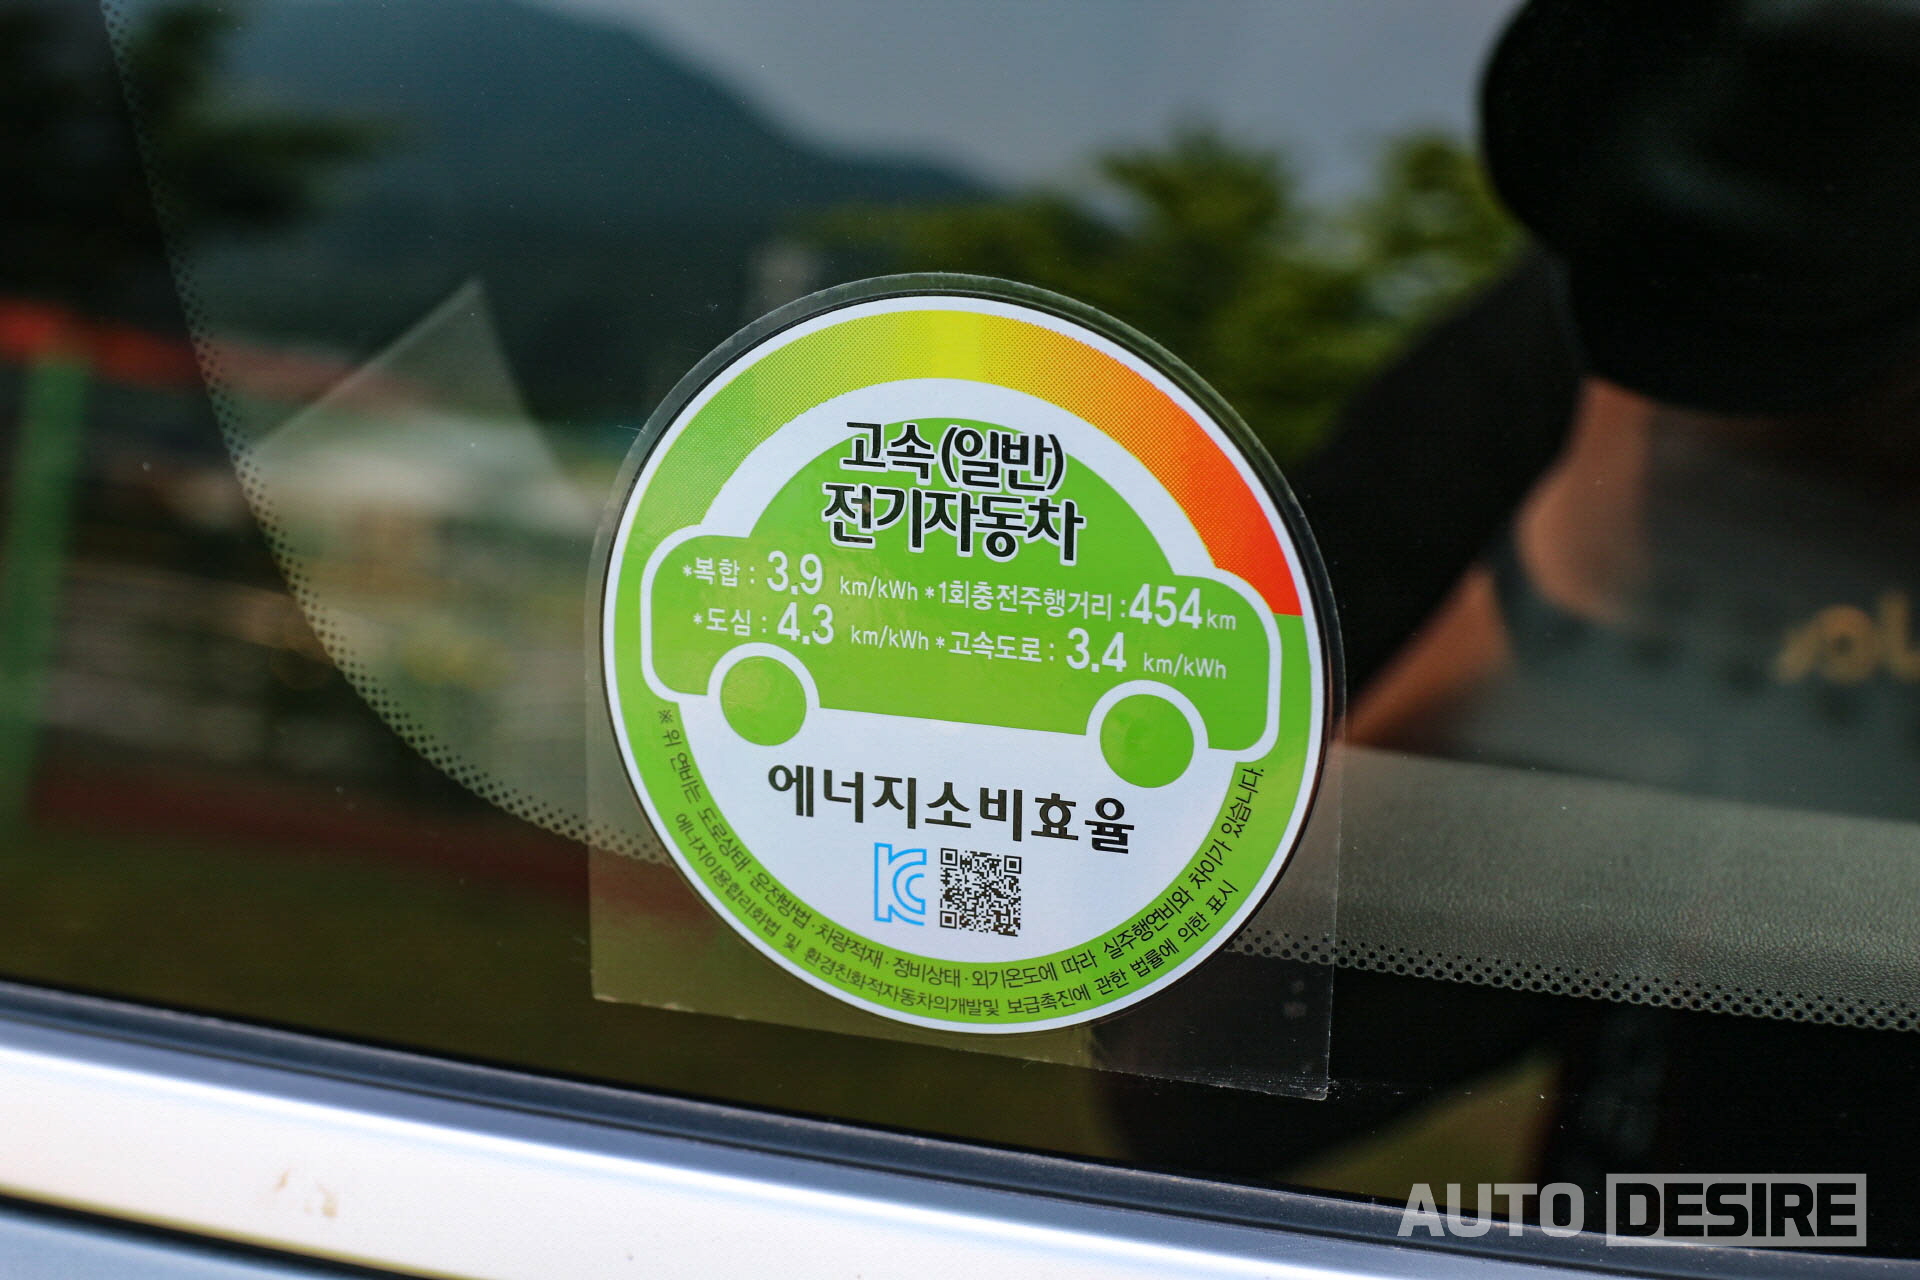 고속(일반)
전기자동차
*복합 : 3.9 km/kWh *1회충전주행거리 : 454km
*도심 : 4.3 km/kWh *고속도로 : 3.4 km/kWh
에너지소비효율
※ 위 연비는 도로상태·운전방법·차량적재·정비상태·외기온도에 따라 실주행연비와 차이가 있습니다.
에너지이용합리화법 및 환경친화적자동차의개발및 보급촉진에 관한 법률에 의한 표시
AUTO DESIRE